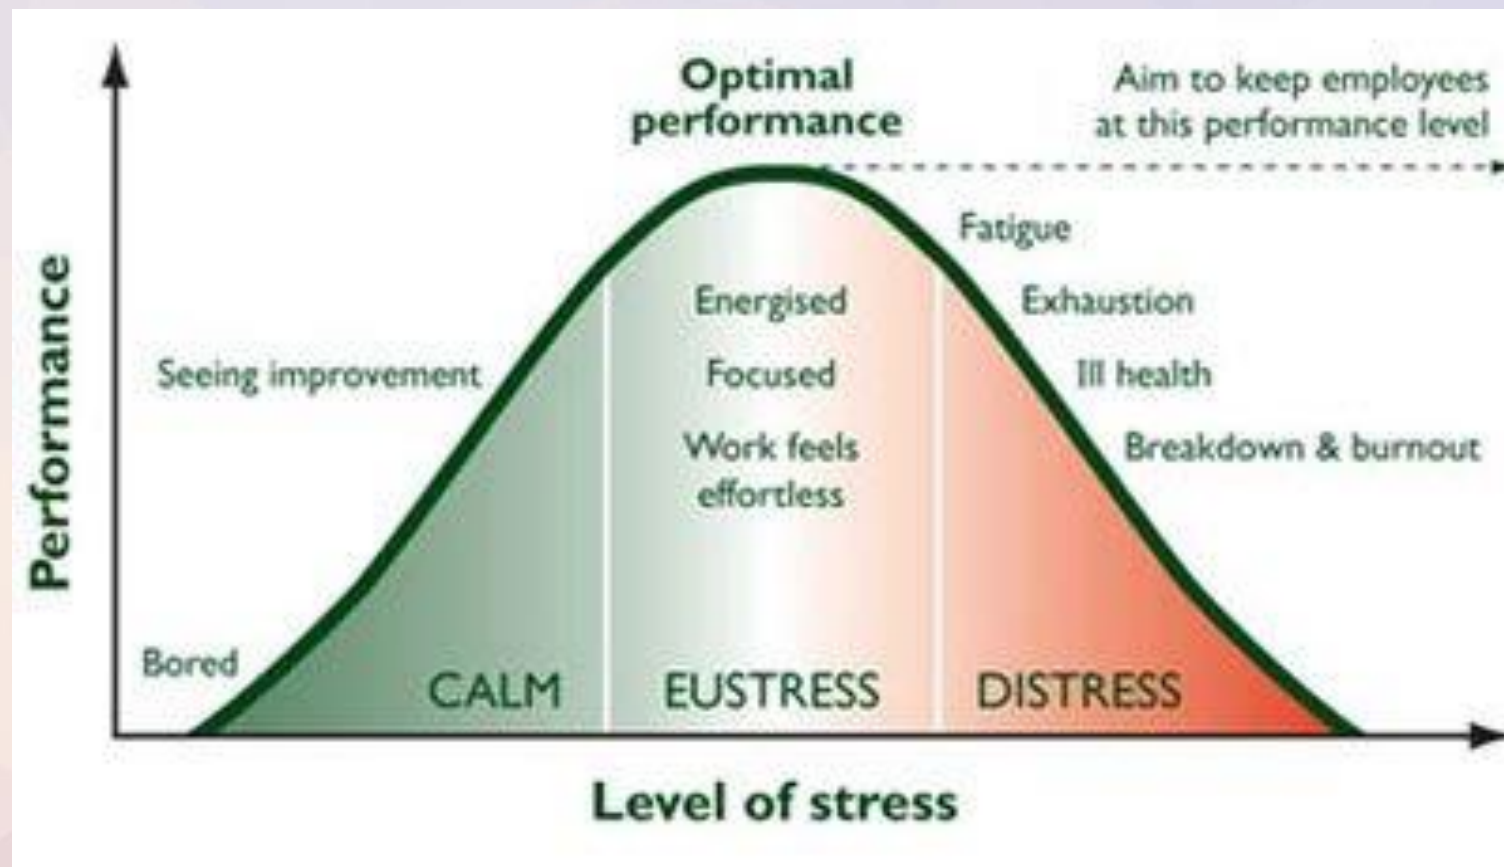 Optimal
performance
Aim to keep employees
at this performance level
Fatigue
Energised
Exhaustion
Seeing improvement
Focused
Ill health
Work feels
effortless
Breakdown & burnout
Performance
Bored
CALM
EUSTRESS
DISTRESS
Level of stress